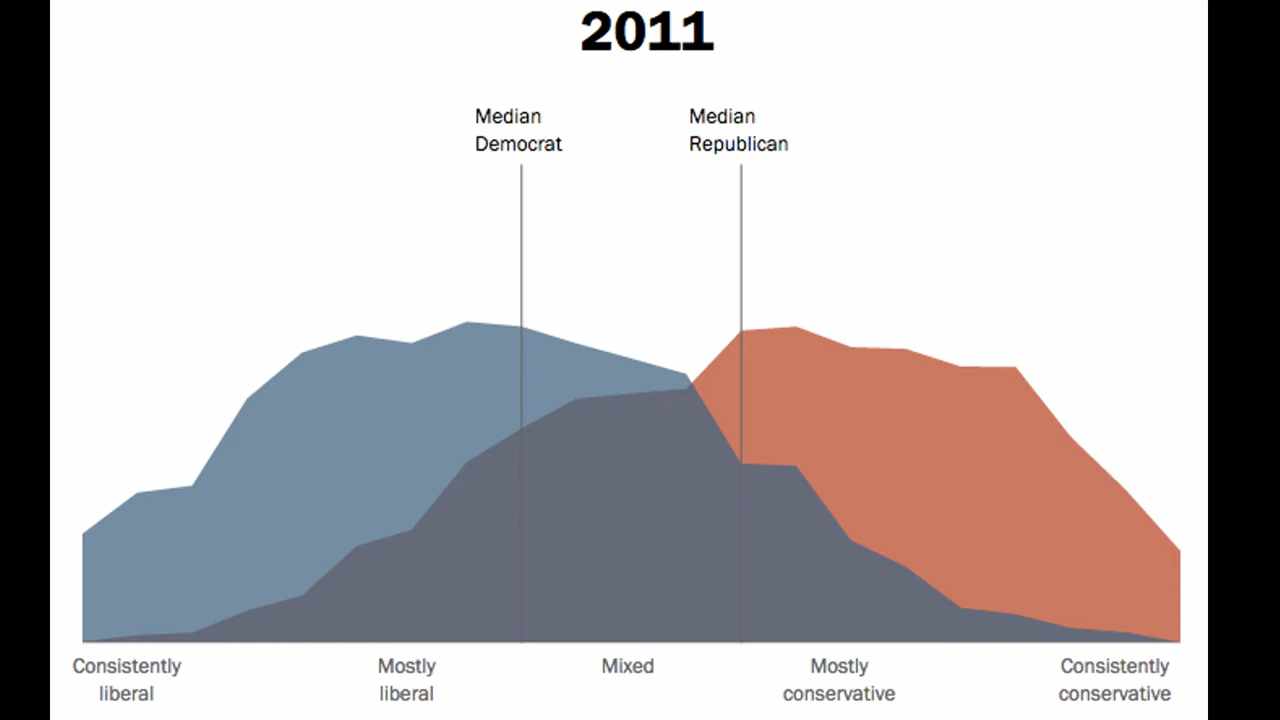 2011
Median
Democrat
Median
Republican
Consistently
liberal
Mostly
liberal
Mixed
Mostly
conservative
Consistently
conservative